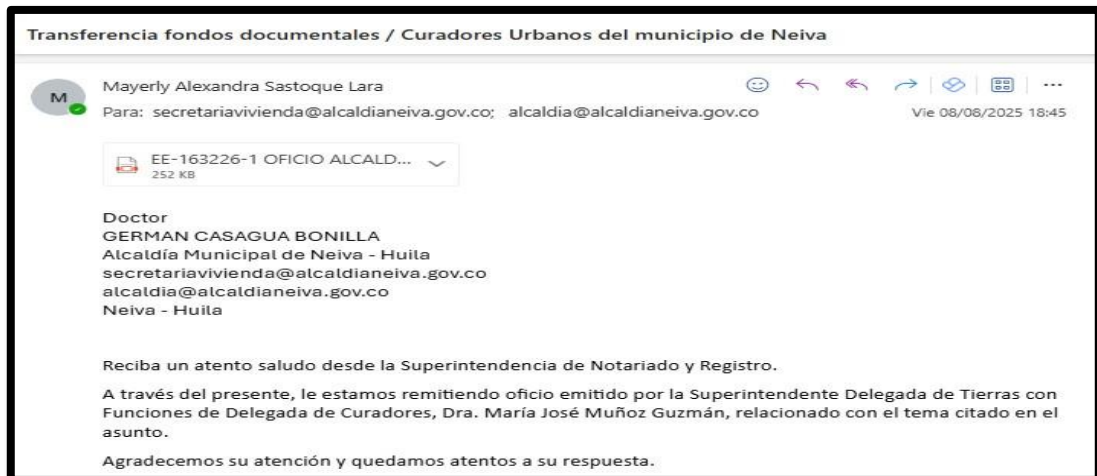 Transferencia fondos documentales / Curadores Urbanos del municipio de Neiva
M
Mayerly Alexandra Sastoque Lara
Para: secretariavivienda@alcaldianeiva.gov.co; alcaldia@alcaldianeiva.gov.co
Vie 08/08/2025 18:45
EE-163226-1 OFICIO ALCALD...
252 KB
Doctor
GERMAN CASAGUA BONILLA
Alcaldía Municipal de Neiva - Huila
secretariavivienda@alcaldianeiva.gov.co
alcaldia@alcaldianeiva.gov.co
Neiva - Huila
Reciba un atento saludo desde la Superintendencia de Notariado y Registro.
A través del presente, le estamos remitiendo oficio emitido por la Superintendente Delegada de Tierras con
Funciones de Delegada de Curadores, Dra. María José Muñoz Guzmán, relacionado con el tema citado en el
asunto.
Agradecemos su atención y quedamos atentos a su respuesta.